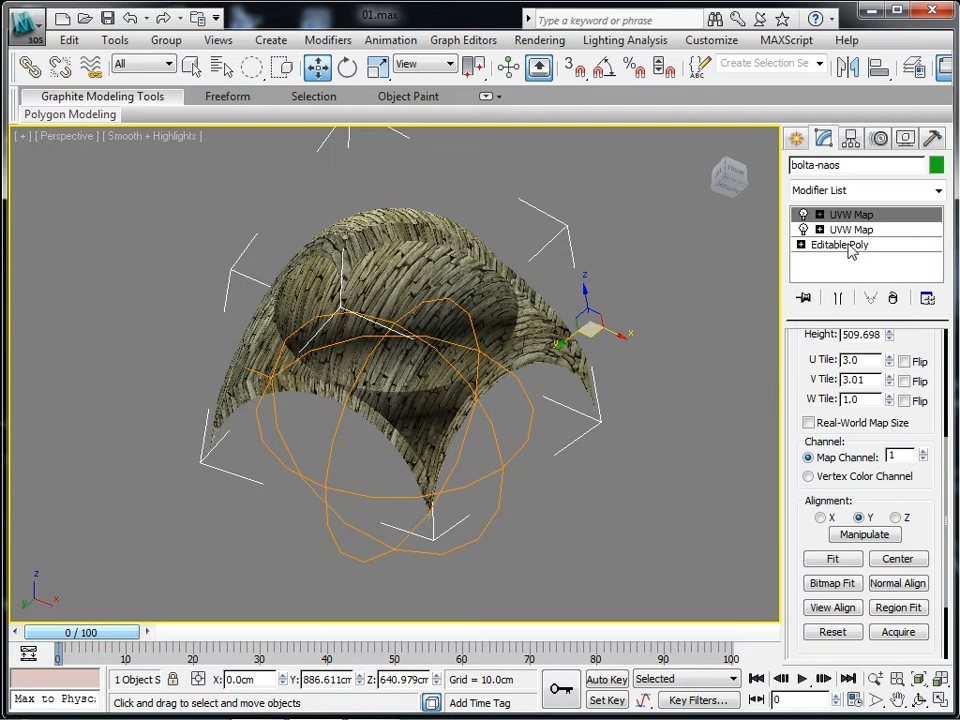 01.max
Type a keyword or phrase
3DS
Edit Tools Group Views Create Modifiers Animation Graph Editors Rendering Lighting Analysis Customize MAXScript Help
All View 3 ABC Create Selection Se
Graphite Modeling Tools Freeform Selection Object Paint
Polygon Modeling
[ + ] [ Perspective ] [ Smooth + Highlights ]
bolta-naos
Modifier List
UVW Map
UVW Map
Editable Poly
Height: 509.698
U Tile: 3.0 Flip
V Tile: 3.01 Flip
W Tile: 1.0 Flip
Real-World Map Size
Channel:
Map Channel: 1
Vertex Color Channel
Alignment:
X Y Z
Manipulate
Fit Center
Bitmap Fit Normal Align
View Align Region Fit
Reset Acquire
z
x
y
z
x
y
0 / 100
0 10 20 30 40 50 60 70 80 90 100
1 Object S X: 0.0cm Y: 886.611cm Z: 640.979cm Grid = 10.0cm Auto Key Selected
Max to Physc Click and drag to select and move objects Add Time Tag Set Key Key Filters... 0